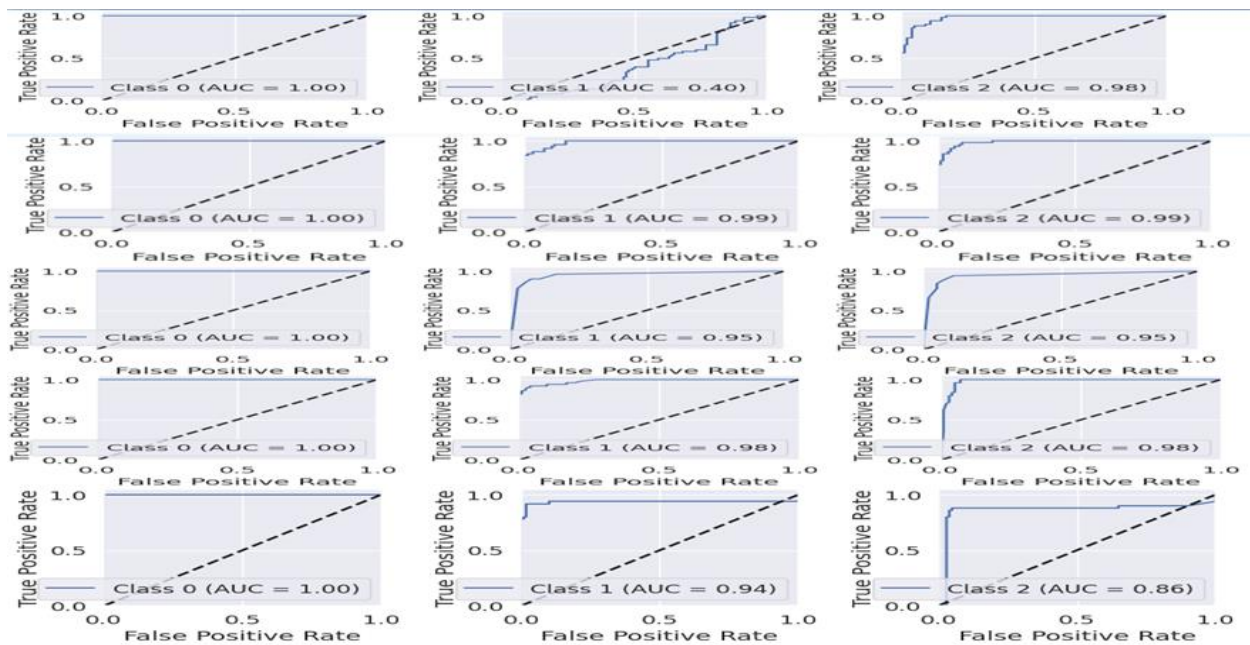 True Positive Rate
1.0
0.5
0.0
Class 0 (AUC = 1.00)
0.0 0.5 1.0
False Positive Rate
True Positive Rate
1.0
0.5
0.0
Class 1 (AUC = 0.40)
0.0 0.5 1.0
False Positive Rate
True Positive Rate
1.0
0.5
0.0
Class 2 (AUC = 0.98)
0.0 0.5 1.0
False Positive Rate
True Positive Rate
1.0
0.5
0.0
Class 0 (AUC = 1.00)
0.0 0.5 1.0
False Positive Rate
True Positive Rate
1.0
0.5
0.0
Class 1 (AUC = 0.99)
0.0 0.5 1.0
False Positive Rate
True Positive Rate
1.0
0.5
0.0
Class 2 (AUC = 0.99)
0.0 0.5 1.0
False Positive Rate
True Positive Rate
1.0
0.5
0.0
Class 0 (AUC = 1.00)
0.0 0.5 1.0
False Positive Rate
True Positive Rate
1.0
0.5
0.0
Class 1 (AUC = 0.95)
0.0 0.5 1.0
False Positive Rate
True Positive Rate
1.0
0.5
0.0
Class 2 (AUC = 0.95)
0.0 0.5 1.0
False Positive Rate
True Positive Rate
1.0
0.5
0.0
Class 0 (AUC = 1.00)
0.0 0.5 1.0
False Positive Rate
True Positive Rate
1.0
0.5
0.0
Class 1 (AUC = 0.98)
0.0 0.5 1.0
False Positive Rate
True Positive Rate
1.0
0.5
0.0
Class 2 (AUC = 0.98)
0.0 0.5 1.0
False Positive Rate
True Positive Rate
1.0
0.5
0.0
Class 0 (AUC = 1.00)
0.0 0.5 1.0
False Positive Rate
True Positive Rate
1.0
0.5
0.0
Class 1 (AUC = 0.94)
0.0 0.5 1.0
False Positive Rate
True Positive Rate
1.0
0.5
0.0
Class 2 (AUC = 0.86)
0.0 0.5 1.0
False Positive Rate